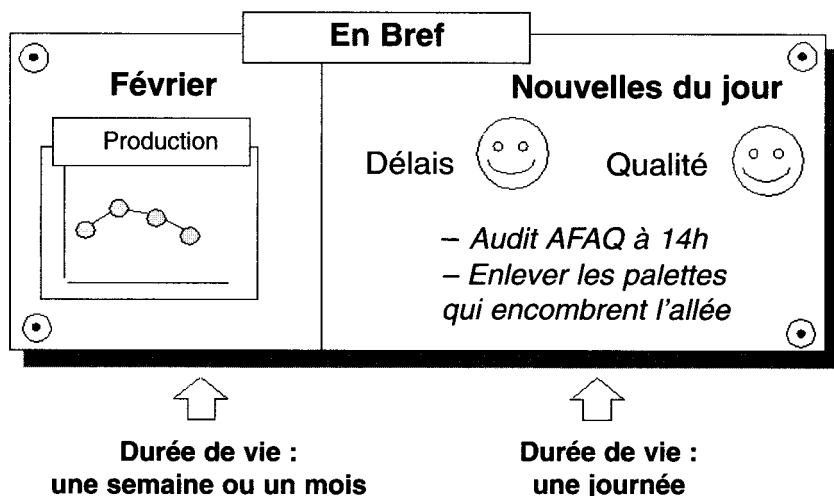 En Bref
Février
Production
Nouvelles du jour
Délais
Qualité
– Audit AFAQ à 14h
– Enlever les palettes
qui encombrent l'allée
Durée de vie :
une semaine ou un mois
Durée de vie :
une journée